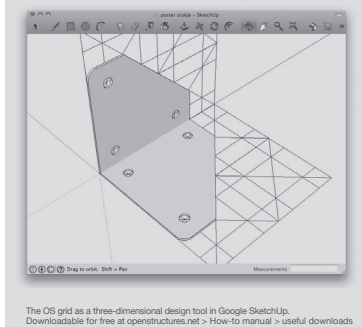 poster stukje - SketchUp
Drag to orbit. Shift = Pan
Measurements
The OS grid as a three-dimensional design tool in Google SketchUp.
Downloadable for free at openstructures.net > How-to manual > useful downloads